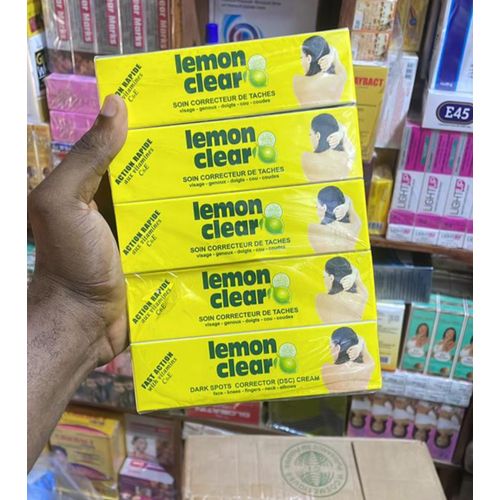 lemon
clear
SOIN CORRECTEUR DE TACHES
visage - genoux - doigts - cou - coudes
ON RAPIDE
vitamines
C&E
lemon
clear
SOIN CORRECTEUR DE TACHES
visage - genoux - doigts - cou - coudes
ACTION RAPIDE
aux vitamines
C&E
lemon
clear
SOIN CORRECTEUR DE TACHES
visage - genoux - doigts - cou - coudes
ACTION RAPIDE
aux vitamines
C&E
lemon
clear
SOIN CORRECTEUR DE TACHES
visage - genoux - doigts - cou - coudes
ACTION RAPIDE
aux vitamines
C&E
lemon
clear
DARK SPOTS CORRECTOR (DSC) CREAM
face - knees - fingers - neck - elbows
FAST ACTION
with vitamins
C&E
E45
LIGHT
LIGHT
LIGHT